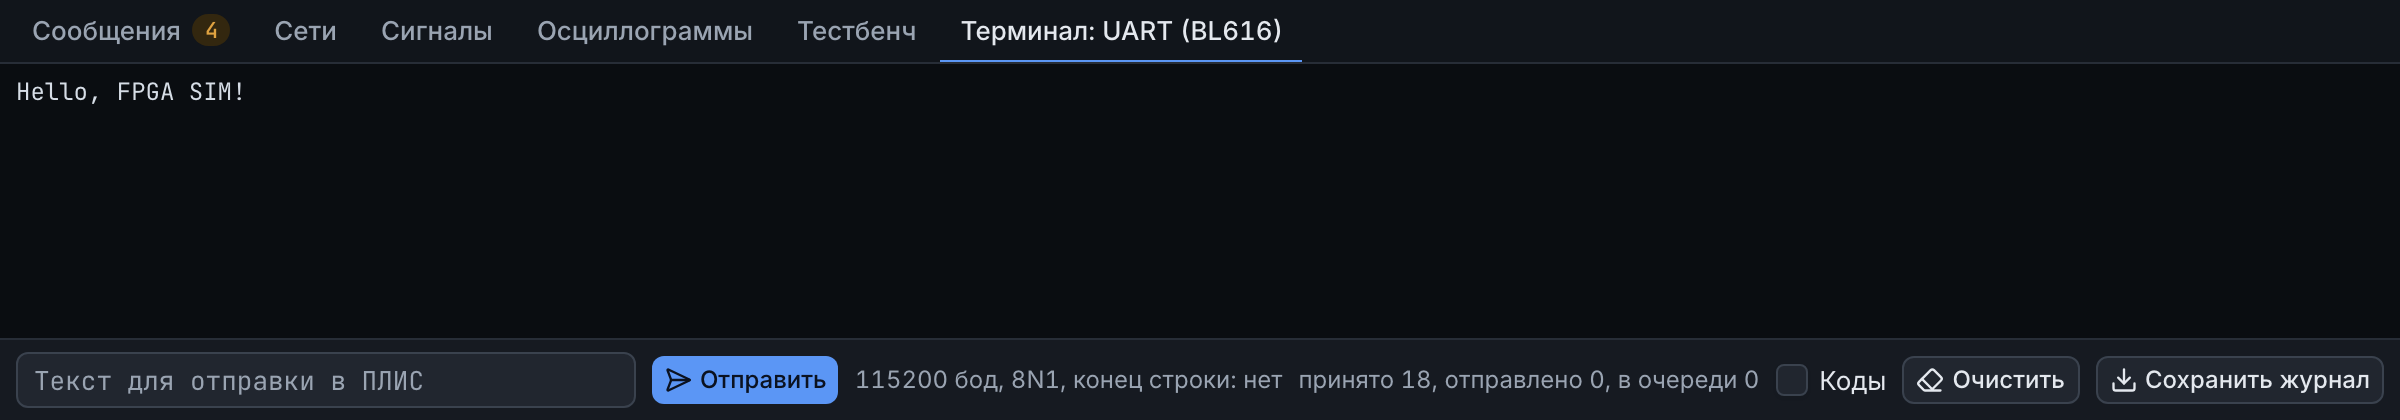 Сообщения 4 Сети Сигналы Осциллограммы Тестбенч Терминал: UART (BL616)
Hello, FPGA SIM!
Текст для отправки в ПЛИС Отправить 115200 бод, 8N1, конец строки: нет принято 18, отправлено 0, в очереди 0 Коды Очистить Сохранить журнал